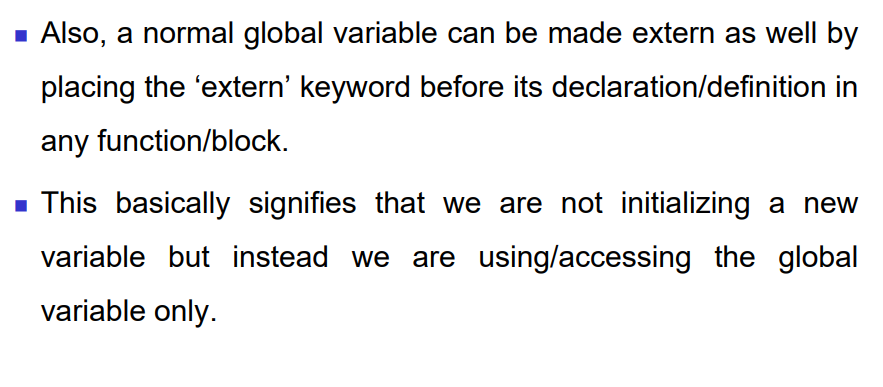 Also, a normal global variable can be made extern as well by
placing the ‘extern’ keyword before its declaration/definition in
any function/block.
This basically signifies that we are not initializing a new
variable but instead we are using/accessing the global
variable only.